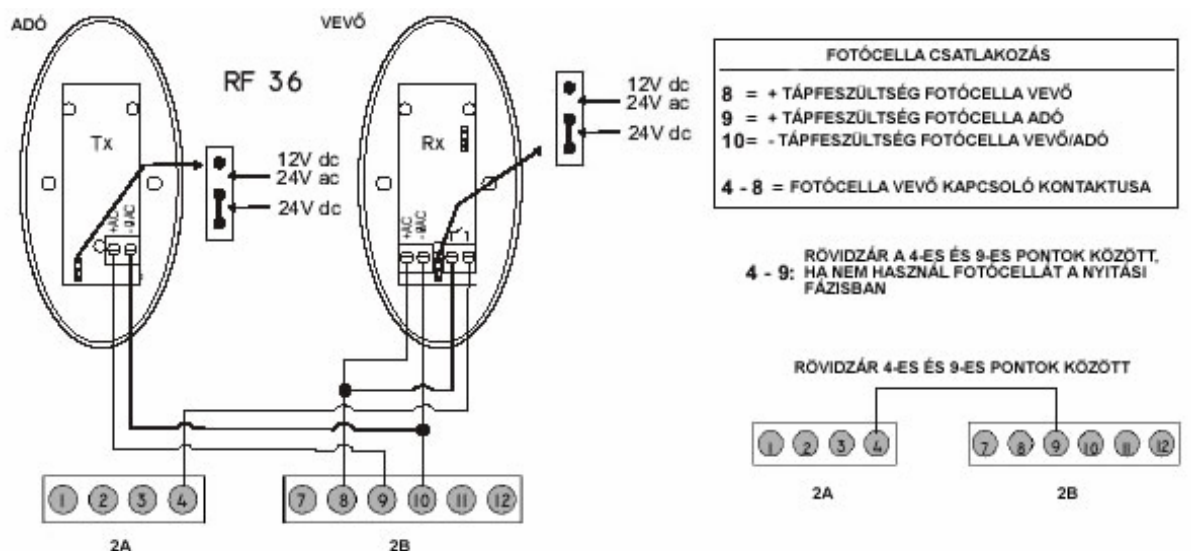 ADÓ
VEVŐ
RF 36
Tx
12V dc
24V ac
24V dc
+AC
Rx
12V dc
24V ac
24V dc
+AC
FOTÓCELLA CSATLAKOZÁS
8 = + TÁPFESZÜLTSÉG FOTÓCELLA VEVŐ
9 = + TÁPFESZÜLTSÉG FOTÓCELLA ADÓ
10= - TÁPFESZÜLTSÉG FOTÓCELLA VEVŐ/ADÓ
4 - 8 = FOTÓCELLA VEVŐ KAPCSOLÓ KONTAKTUSA
4 - 9: RÖVIDZÁR A 4-ES ÉS 9-ES PONTOK KÖZÖTT,
HA NEM HASZNÁL FOTÓCELLÁT A NYITÁSI
FÁZISBAN
RÖVIDZÁR 4-ES ÉS 9-ES PONTOK KÖZÖTT
1 2 3 4
2A
7 8 9 10 11 12
2B
1 2 3 4
2A
7 8 9 10 11 12
2B